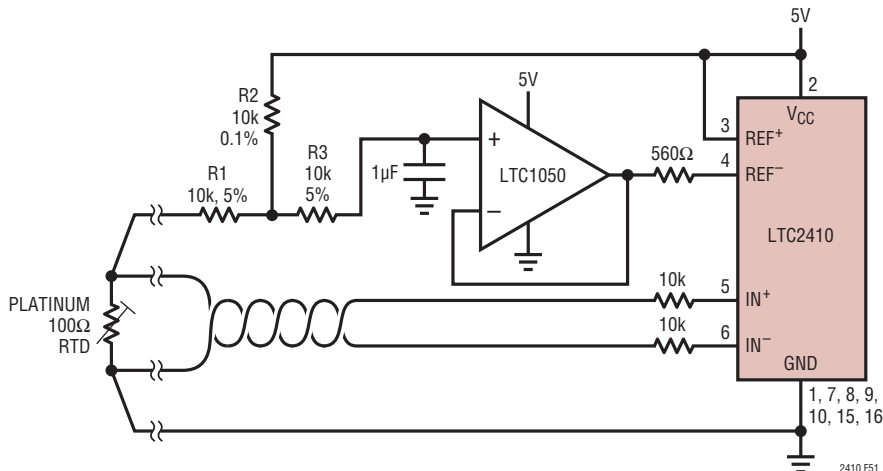 5V
R2
10k
0.1%
5V
2
VCC
3
REF+
R1
10k, 5%
R3
10k
5%
1µF
+
LTC1050
–
560Ω
4
REF–
LTC2410
PLATINUM
100Ω
RTD
10k
5
IN+
10k
6
IN–
GND
1, 7, 8, 9,
10, 15, 16
2410 F51